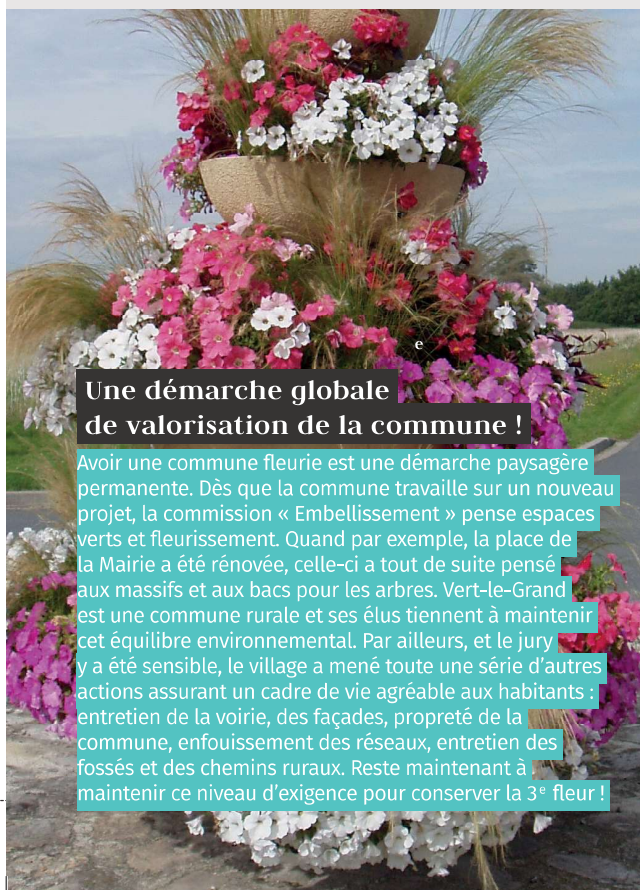 e
Une démarche globale
de valorisation de la commune !
Avoir une commune fleurie est une démarche paysagère
permanente. Dès que la commune travaille sur un nouveau
projet, la commission « Embellissement » pense espaces
verts et fleurissement. Quand par exemple, la place de
la Mairie a été rénovée, celle-ci a tout de suite pensé
aux massifs et aux bacs pour les arbres. Vert-le-Grand
est une commune rurale et ses élus tiennent à maintenir
cet équilibre environnemental. Par ailleurs, et le jury
y a été sensible, le village a mené toute une série d’autres
actions assurant un cadre de vie agréable aux habitants :
entretien de la voirie, des façades, propreté de la
commune, enfouissement des réseaux, entretien des
fossés et des chemins ruraux. Reste maintenant à
maintenir ce niveau d’exigence pour conserver la 3ᵉ fleur !